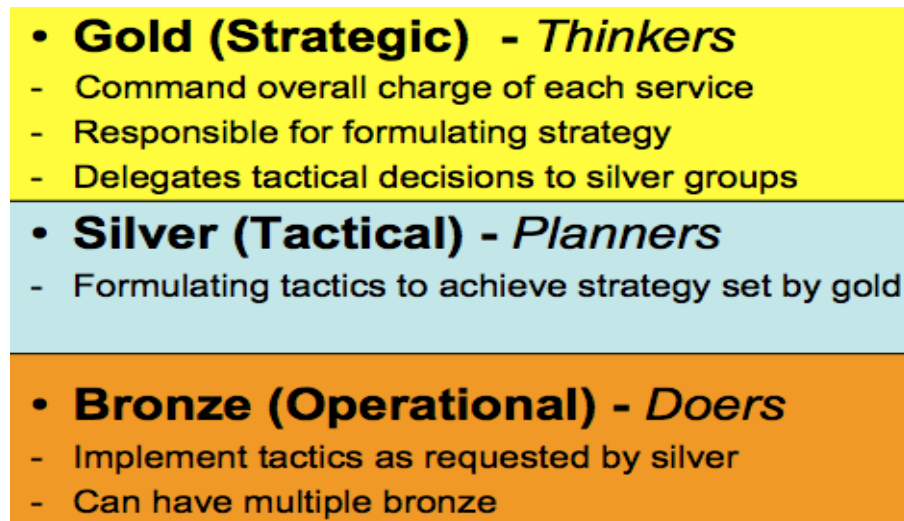 • Gold (Strategic) - Thinkers
- Command overall charge of each service
- Responsible for formulating strategy
- Delegates tactical decisions to silver groups
• Silver (Tactical) - Planners
- Formulating tactics to achieve strategy set by gold
• Bronze (Operational) - Doers
- Implement tactics as requested by silver
- Can have multiple bronze